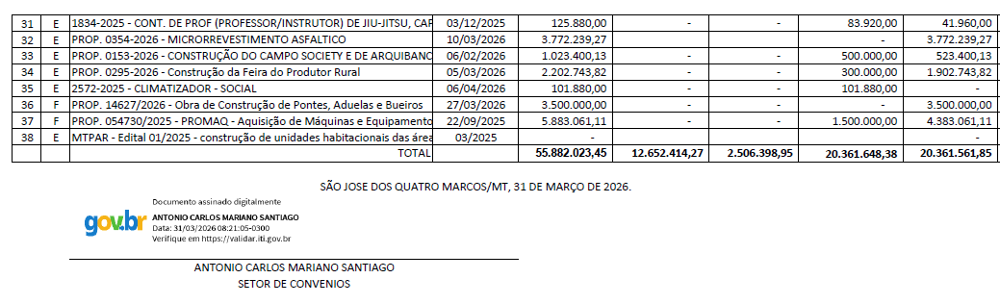 31 E 1834-2025 - CONT. DE PROF (PROFESSOR/INSTRUTOR) DE JIU-JITSU, CAP 03/12/2025 125.880,00 - - 83.920,00 41.960,00
32 E PROP. 0354-2026 - MICRORREVESTIMENTO ASFALTICO 10/03/2026 3.772.239,27 - - - 3.772.239,27
33 E PROP. 0153-2026 - CONSTRUÇÃO DO CAMPO SOCIETY E DE ARQUIBANC 06/02/2026 1.023.400,13 - - 500.000,00 523.400,13
34 E PROP. 0295-2026 - Construção da Feira do Produtor Rural 05/03/2026 2.202.743,82 - - 300.000,00 1.902.743,82
35 E 2572-2025 - CLIMATIZADOR - SOCIAL 06/04/2026 101.880,00 - - 101.880,00 -
36 F PROP. 14627/2026 - Obra de Construção de Pontes, Aduelas e Bueiros 27/03/2026 3.500.000,00 - - - 3.500.000,00
37 F PROP. 054730/2025 - PROMAQ - Aquisição de Máquinas e Equipamento 22/09/2025 5.883.061,11 - - 1.500.000,00 4.383.061,11
38 E MTPAR - Edital 01/2025 - construção de unidades habitacionais das área 03/2025 - -
TOTAL 55.882.023,45 12.652.414,27 2.506.398,95 20.361.648,38 20.361.561,85
SÃO JOSE DOS QUATRO MARCOS/MT, 31 DE MARÇO DE 2026.
gov.br
Documento assinado digitalmente
ANTONIO CARLOS MARIANO SANTIAGO
Data: 31/03/2026 08:21:05-0300
Verifique em https://validar.iti.gov.br
ANTONIO CARLOS MARIANO SANTIAGO
SETOR DE CONVENIOS